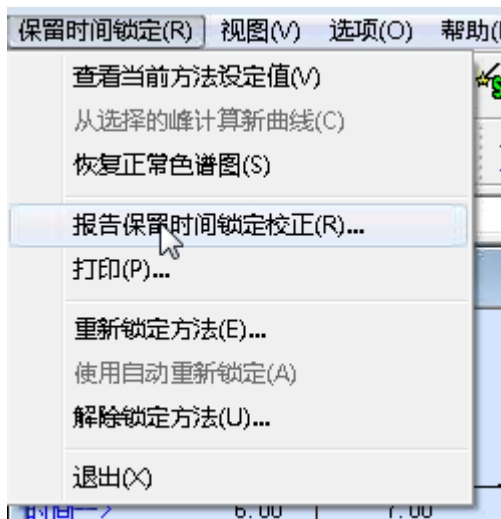 保留时间锁定(R) 视图(V) 选项(O) 帮助(
查看当前方法设定值(V)
从选择的峰计算新曲线(C)
恢复正常色谱图(S)
报告保留时间锁定校正(R)...
打印(P)...
重新锁定方法(E)...
使用自动重新锁定(A)
解除锁定方法(U)...
退出(X)
时间--> 6.00 7.00